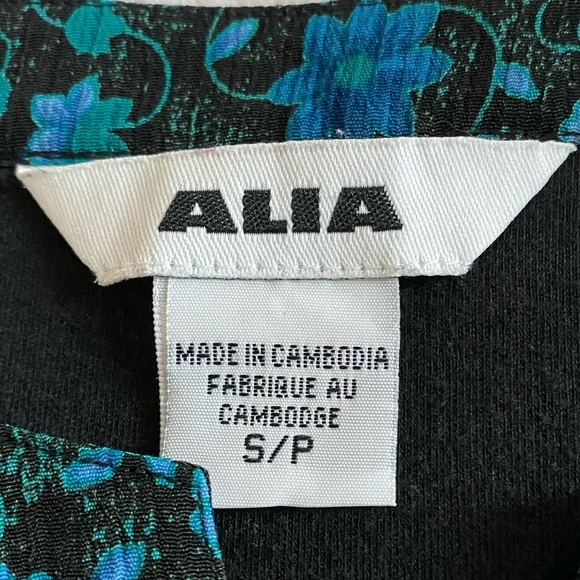 ALIA
MADE IN CAMBODIA
FABRIQUE AU
CAMBODGE
S/P